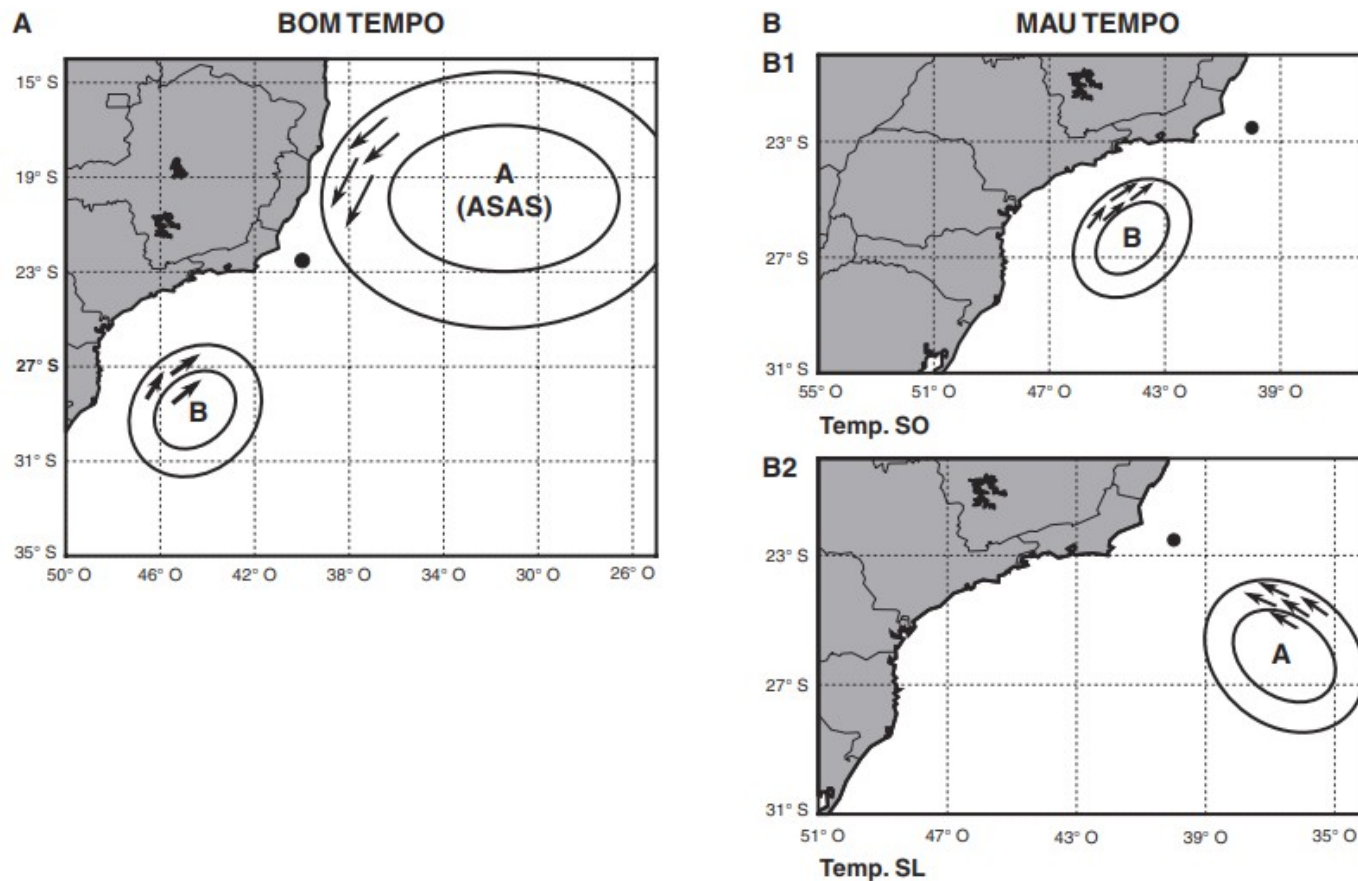 A BOM TEMPO
15° S
19° S
23° S
27° S
31° S
35° S
50° O 46° O 42° O 38° O 34° O 30° O 26° O
A
(ASAS)
B
B MAU TEMPO
B1
23° S
27° S
31° S
55° O 51° O 47° O 43° O 39° O
B
Temp. SO
B2
23° S
27° S
31° S
51° O 47° O 43° O 39° O 35° O
A
Temp. SL